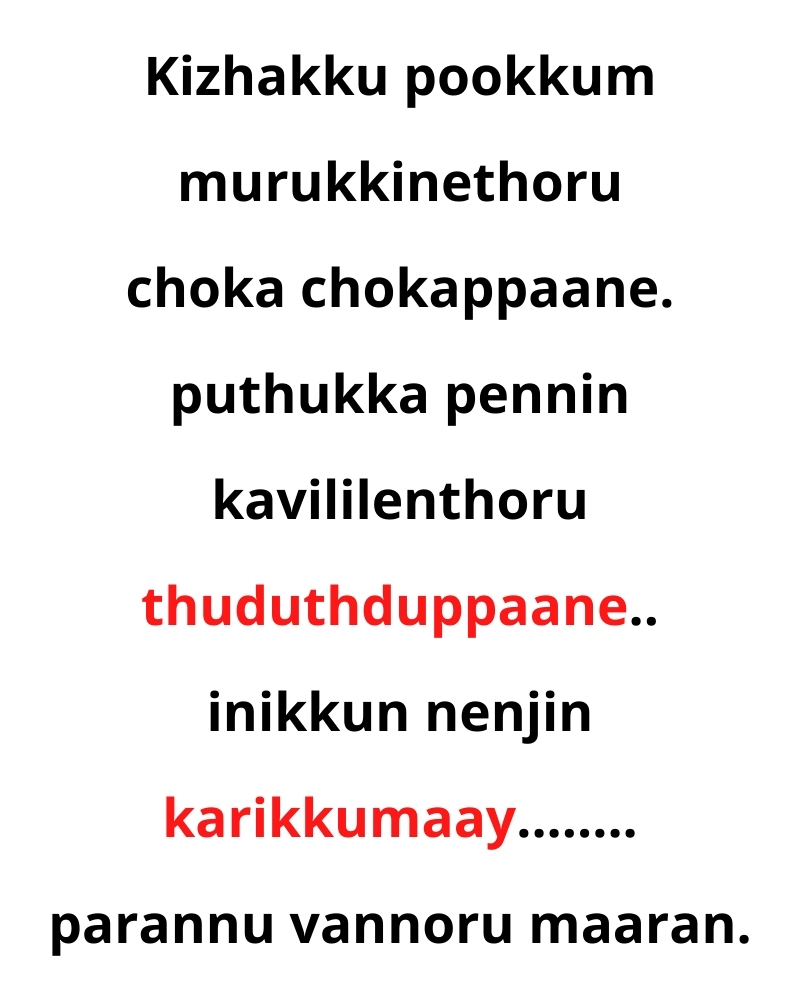 Kizhakku pookkum
murukkinethoru
choka chokappaane.
puthukka pennin
kavililenthoru
thuduthduppaane..
inikkun nenjin
karikkumaay........
parannu vannoru maaran.